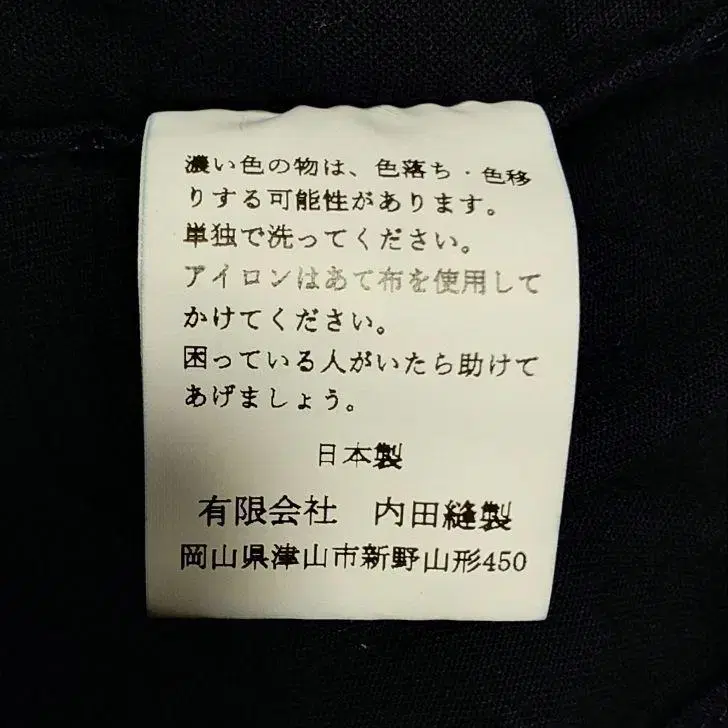 濃い色の物は、色落ち・色移
りする可能性があります。
単独で洗ってください。
アイロンはあて布を使用して
かけてください。
困っている人がいたら助けて
あげましょう。
日本製
有限会社　内田縫製
岡山県津山市新野山形450